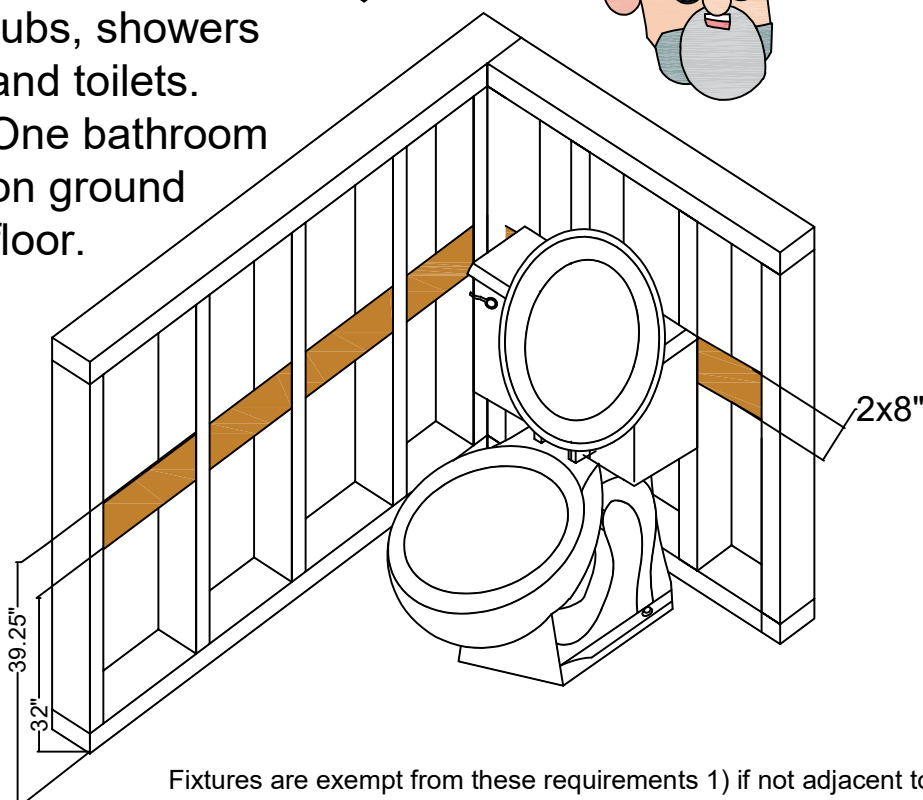 ubs, showers
and toilets.
One bathroom
on ground
floor.
2x8"
39.25"
32"
Fixtures are exempt from these requirements 1) if not adjacent to